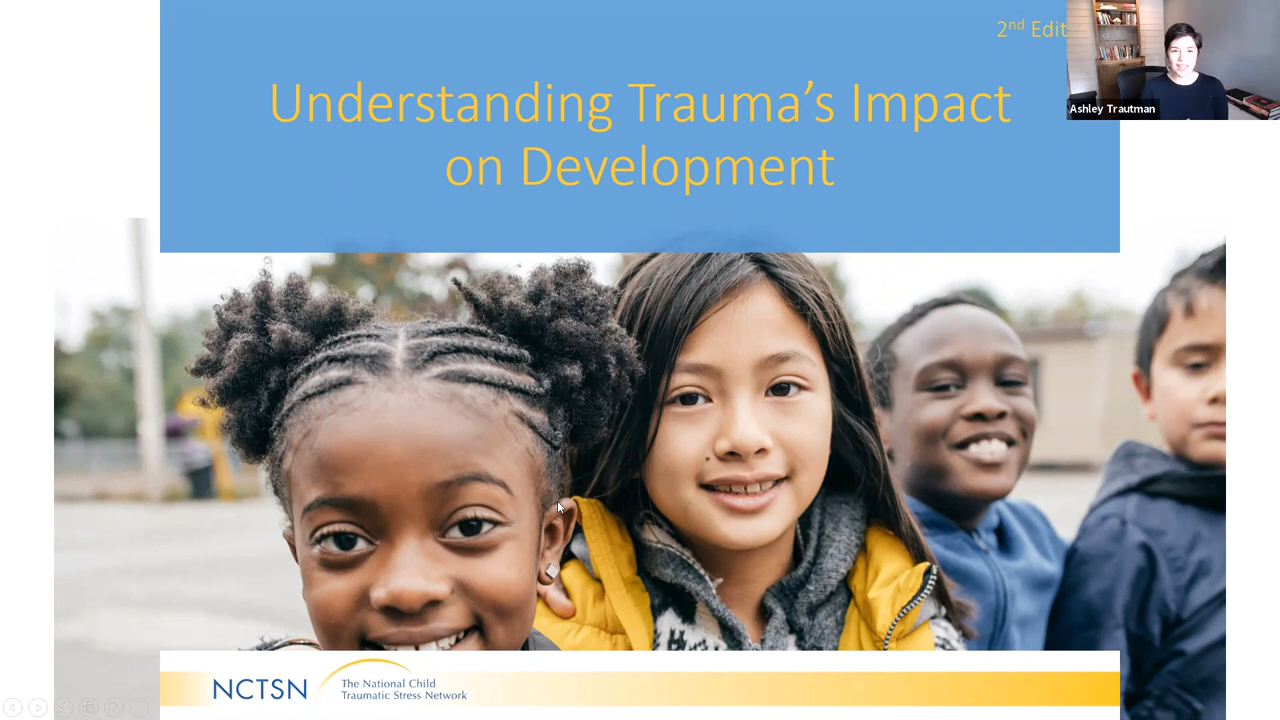 2nd Edit
Understanding Trauma's Impact
on Development
Ashley Trautman
NCTSN
The National Child
Traumatic Stress Network